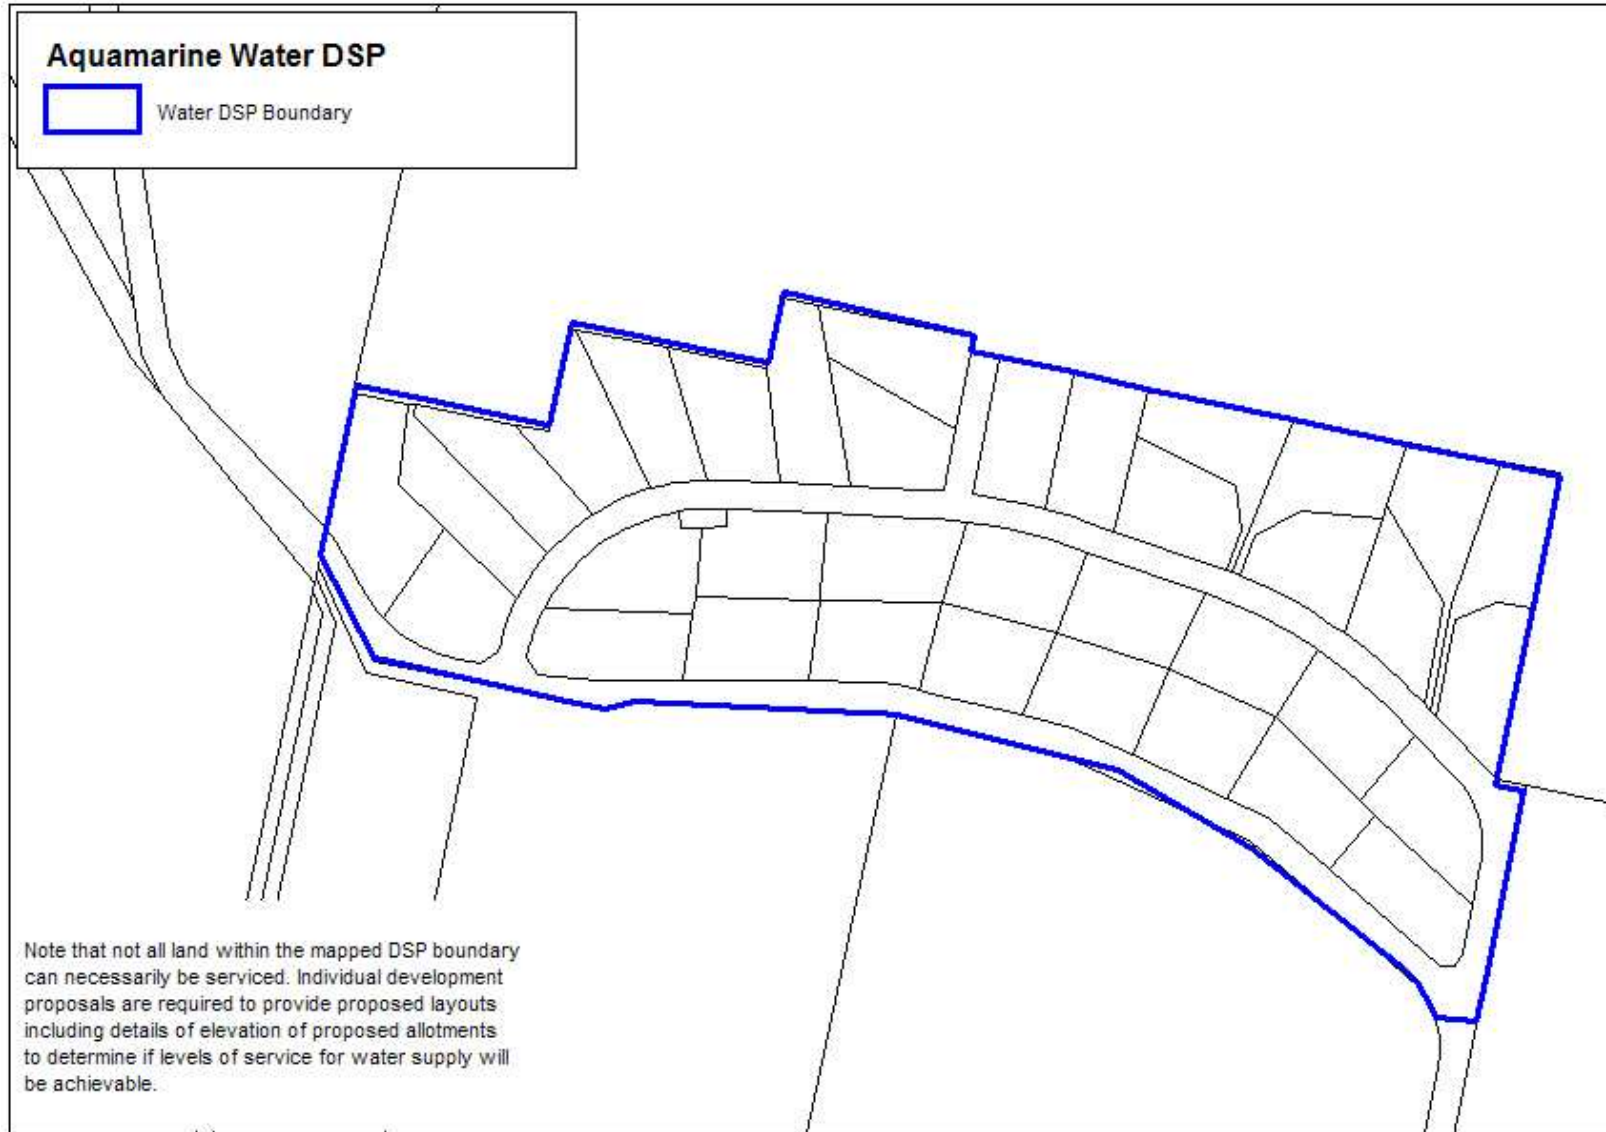 Aquamarine Water DSP
Water DSP Boundary
Note that not all land within the mapped DSP boundary
can necessarily be serviced. Individual development
proposals are required to provide proposed layouts
including details of elevation of proposed allotments
to determine if levels of service for water supply will
be achievable.